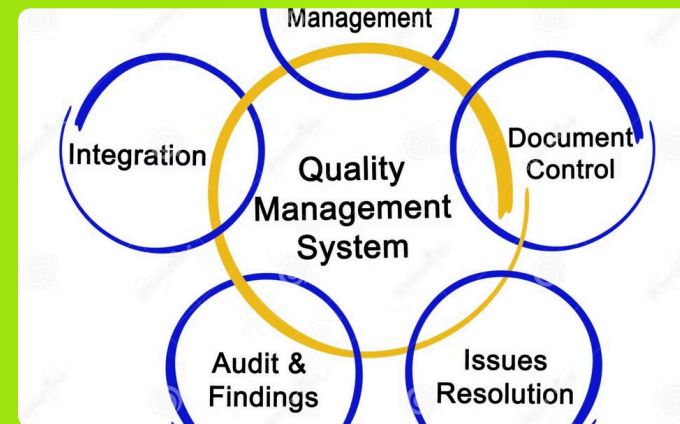 Management
Integration
Quality
Management
System
Document
Control
Audit &
Findings
Issues
Resolution